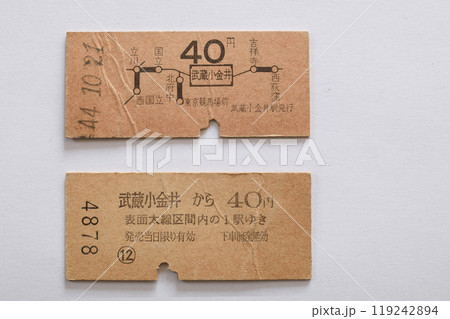 44.10.21
40円
立川
国立
北府中
武蔵小金井
吉祥寺
西国立
東京競馬場前
西荻窪
武蔵小金井駅発行
4878
武蔵小金井 から 40円
表面太線区間内の1駅ゆき
発売当日限り有効 下車前途無効
⑫
PIXTA
pixta.jp - 119242894